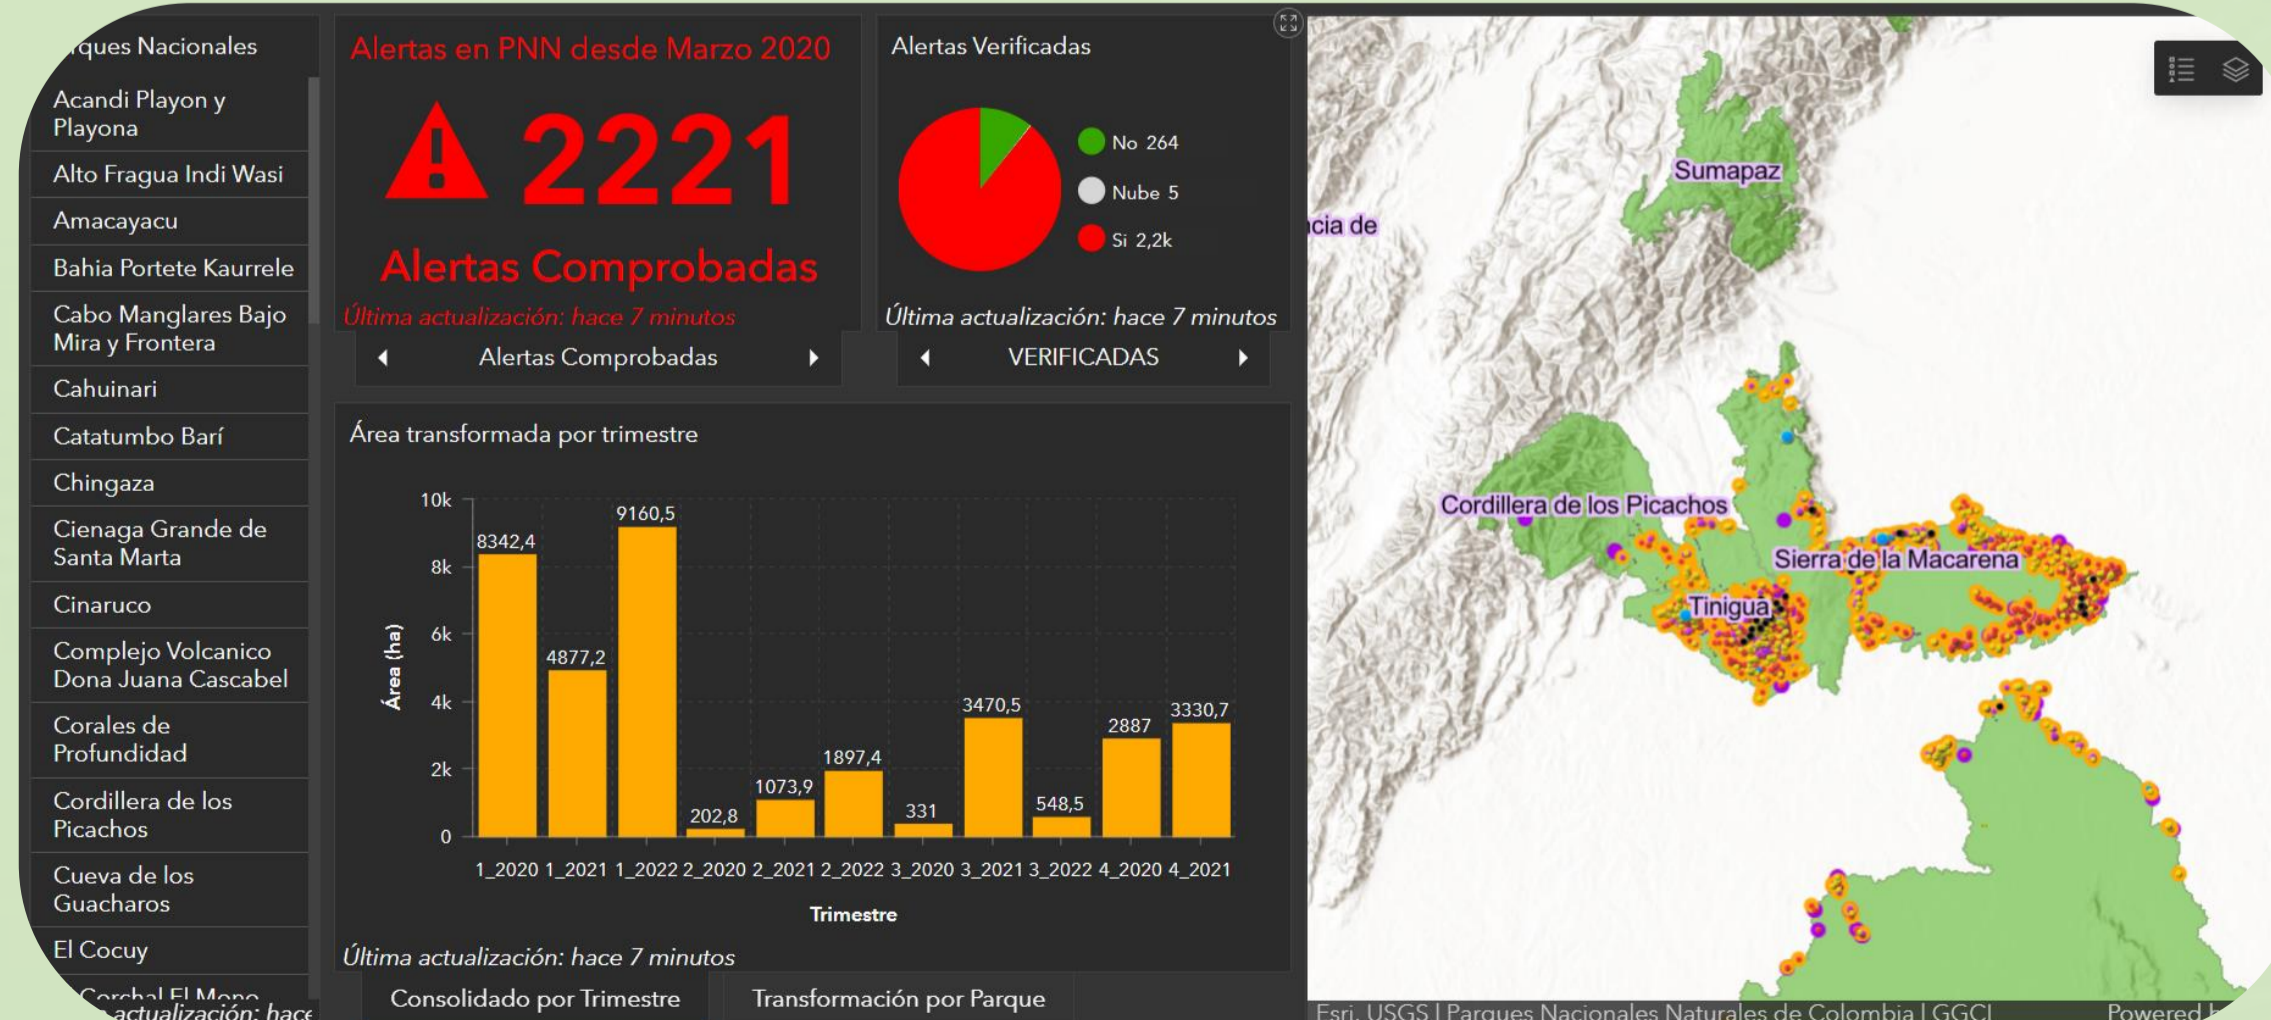 Parques Nacionales
Acandi Playon y
Playona
Alto Fragua Indi Wasi
Amacayacu
Bahia Portete Kaurrele
Cabo Manglares Bajo
Mira y Frontera
Cahuinari
Catatumbo Barí
Chingaza
Cienaga Grande de
Santa Marta
Cinaruco
Complejo Volcanico
Dona Juana Cascabel
Corales de
Profundidad
Cordillera de los
Picachos
Cueva de los
Guacharos
El Cocuy
Corchal El Mono
actualización: hace
Alertas en PNN desde Marzo 2020
2221
Alertas Comprobadas
Última actualización: hace 7 minutos
Alertas Comprobadas
Alertas Verificadas
No 264
Nube 5
Si 2,2k
Última actualización: hace 7 minutos
VERIFICADAS
Área transformada por trimestre
Área (ha)
10k
8k
6k
4k
2k
0
8342,4
4877,2
9160,5
202,8
1073,9
1897,4
331
3470,5
548,5
2887
3330,7
1_2020 1_2021 1_2022 2_2020 2_2021 2_2022 3_2020 3_2021 3_2022 4_2020 4_2021
Trimestre
Última actualización: hace 7 minutos
Consolidado por Trimestre
Transformación por Parque
Sumapaz
cia de
Cordillera de los Picachos
Sierra de la Macarena
Tinigua
Esri, USGS | Parques Nacionales Naturales de Colombia | GGCI
Powered